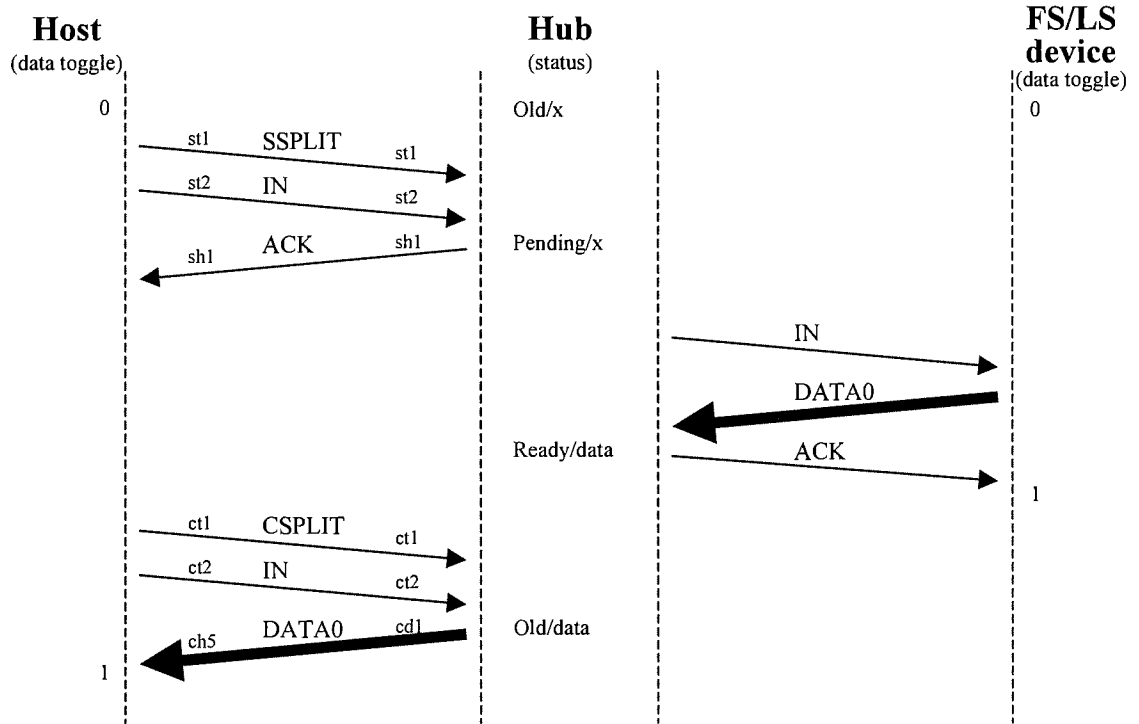 Host
(data toggle)
Hub
(status)
FS/LS
device
(data toggle)
0
Old/x
0
st1 SSPLIT st1
st2 IN st2
sh1 ACK sh1
Pending/x
IN
DATA0
Ready/data
ACK
1
ct1 CSPLIT ct1
ct2 IN ct2
ch5 DATA0 cd1
Old/data
1